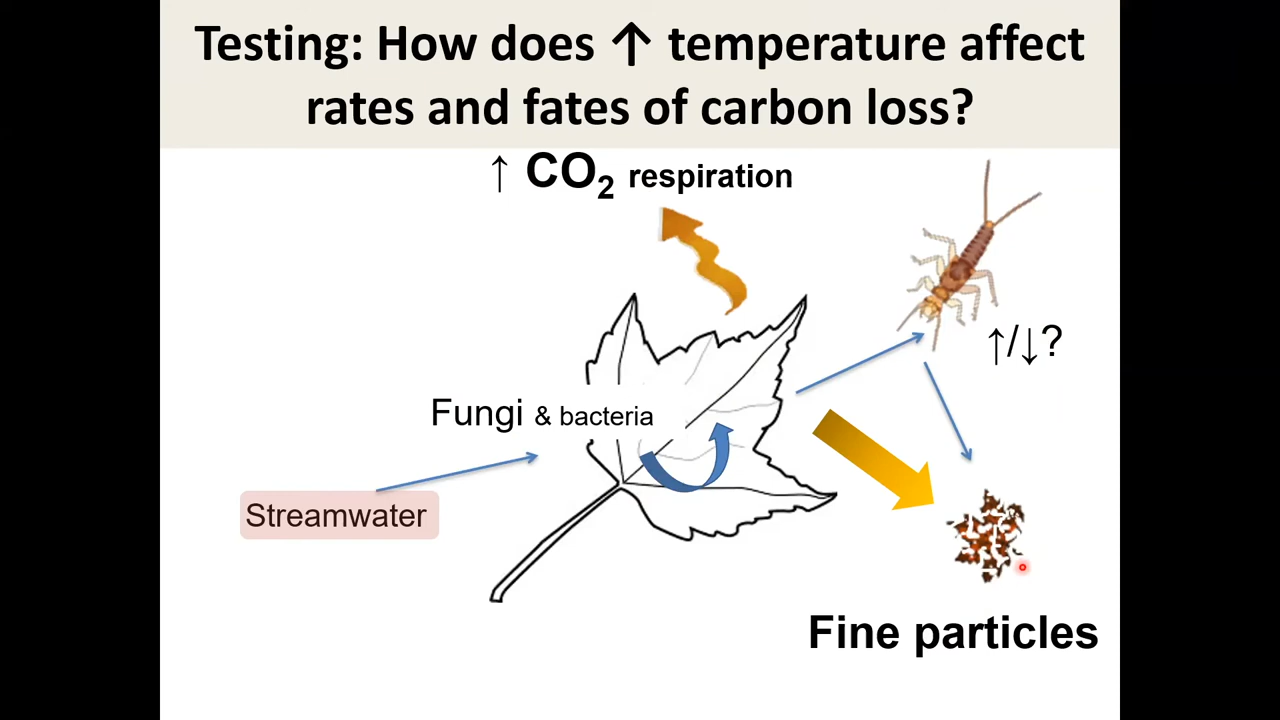 Testing: How does ↑ temperature affect
rates and fates of carbon loss?
↑ CO₂ respiration
↑/↓?
Fungi & bacteria
Streamwater
Fine particles